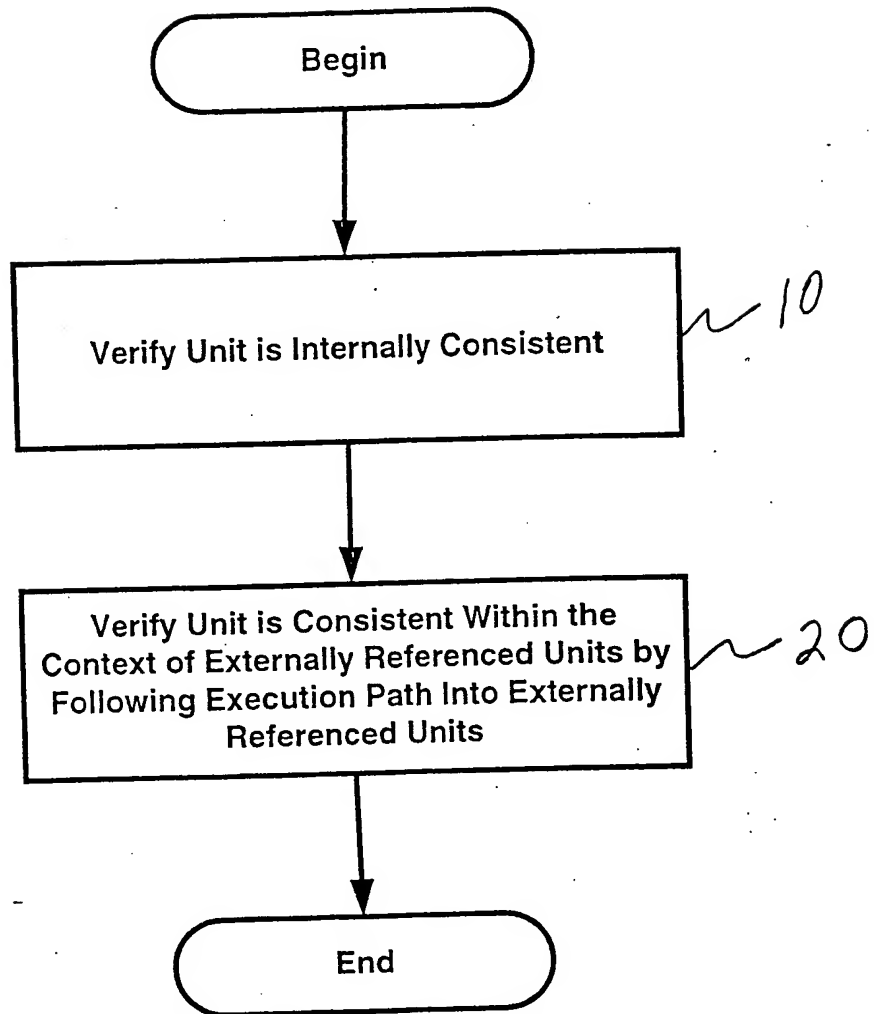 Begin
Verify Unit is Internally Consistent
10
Verify Unit is Consistent Within the
Context of Externally Referenced Units by
Following Execution Path Into Externally
Referenced Units
20
End